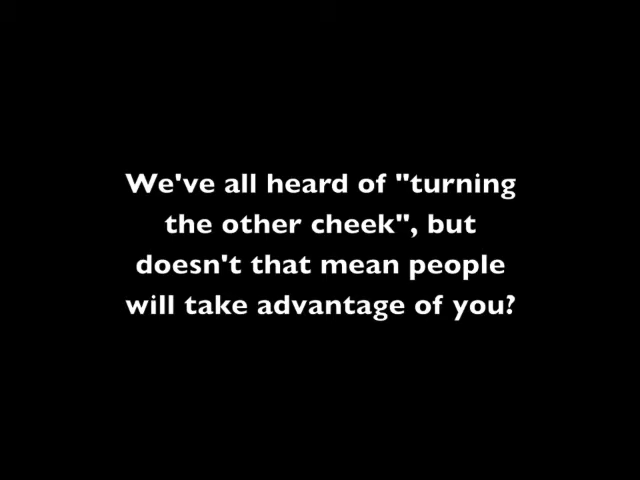 We've all heard of "turning
the other cheek", but
doesn't that mean people
will take advantage of you?